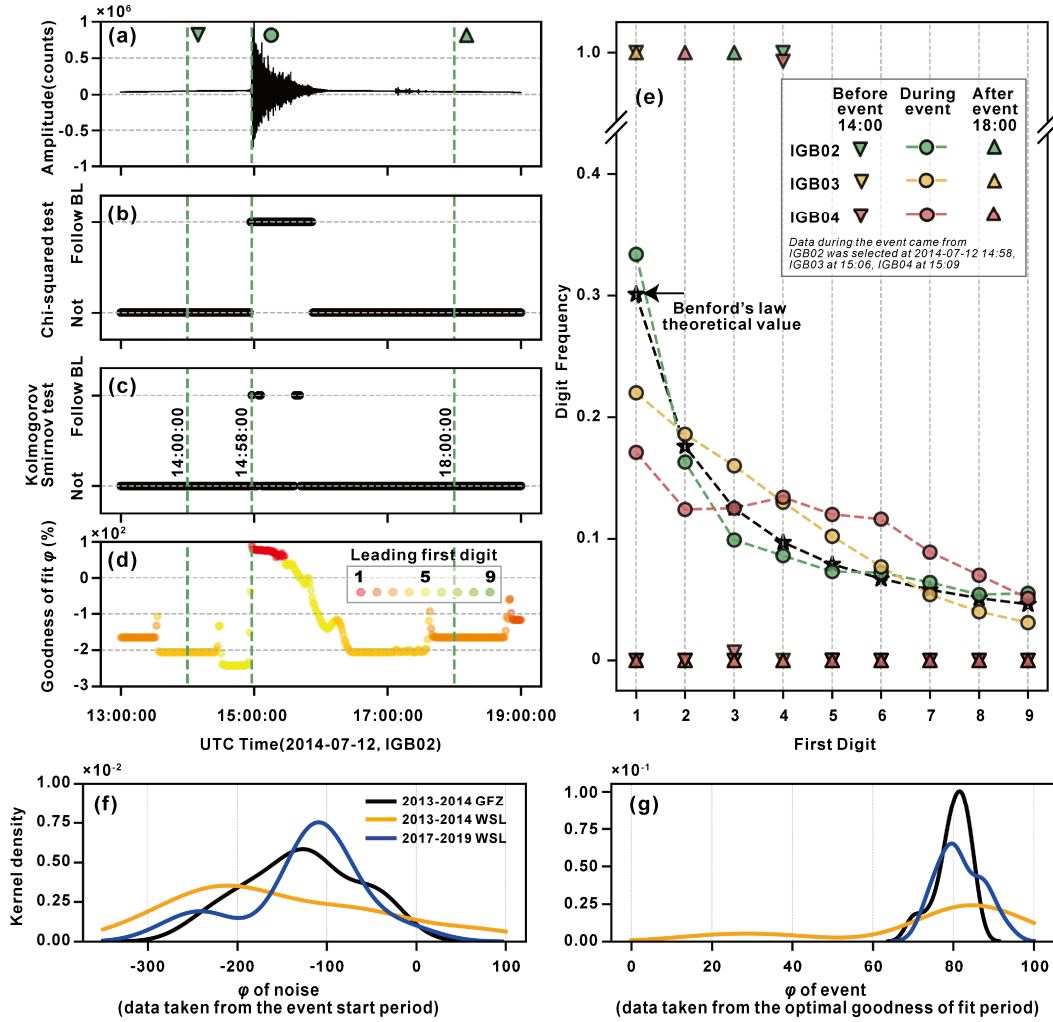 ×10⁶
(a)
1
0.5
0
-0.5
-1
Amplitude(counts)
(b)
Follow BL
Not
Chi-squared test
(c)
Follow BL
Not
Kolmogorov
Smirnov test
14:00:00
14:58:00
18:00:00
×10²
(d)
1
0
-1
-2
-3
Goodness of fit φ (%)
Leading first digit
1 5 9
13:00:00 15:00:00 17:00:00 19:00:00
UTC Time(2014-07-12, IGB02)
(e)
1.0
0.4
0.3
0.2
0.1
0
Digit Frequency
Before event 14:00
During event
After event 18:00
IGB02
IGB03
IGB04
Data during the event came from
IGB02 was selected at 2014-07-12 14:58,
IGB03 at 15:06, IGB04 at 15:09
Benford's law
theoretical value
1 2 3 4 5 6 7 8 9
First Digit
×10⁻²
(f)
1.00
0.75
0.50
0.25
0.00
Kernel density
2013-2014 GFZ
2013-2014 WSL
2017-2019 WSL
-300 -200 -100 0 100
φ of noise
(data taken from the event start period)
×10⁻¹
(g)
1.00
0.75
0.50
0.25
0.00
0 20 40 60 80 100
φ of event
(data taken from the optimal goodness of fit period)